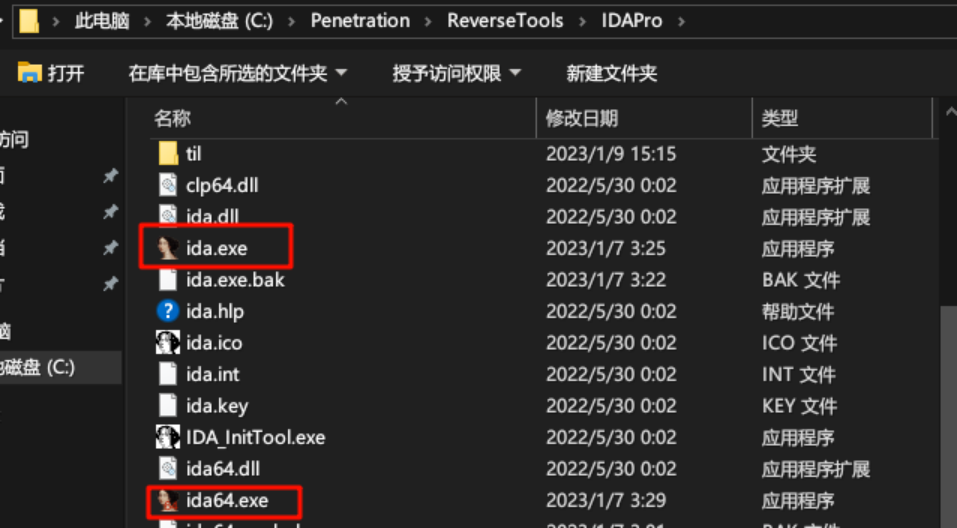 此电脑 › 本地磁盘 (C:) › Penetration › ReverseTools › IDAPro ›
打开 在库中包含所选的文件夹 授予访问权限 新建文件夹
名称 修改日期 类型
访问
til 2023/1/9 15:15 文件夹
clp64.dll 2022/5/30 0:02 应用程序扩展
ida.dll 2022/5/30 0:02 应用程序扩展
ida.exe 2023/1/7 3:25 应用程序
ida.exe.bak 2023/1/7 3:22 BAK 文件
ida.hlp 2022/5/30 0:02 帮助文件
ida.ico 2022/5/30 0:02 ICO 文件
地磁盘 (C:)
ida.int 2022/5/30 0:02 INT 文件
ida.key 2022/5/30 0:02 KEY 文件
IDA_InitTool.exe 2022/5/30 0:02 应用程序
ida64.dll 2022/5/30 0:02 应用程序扩展
ida64.exe 2023/1/7 3:29 应用程序